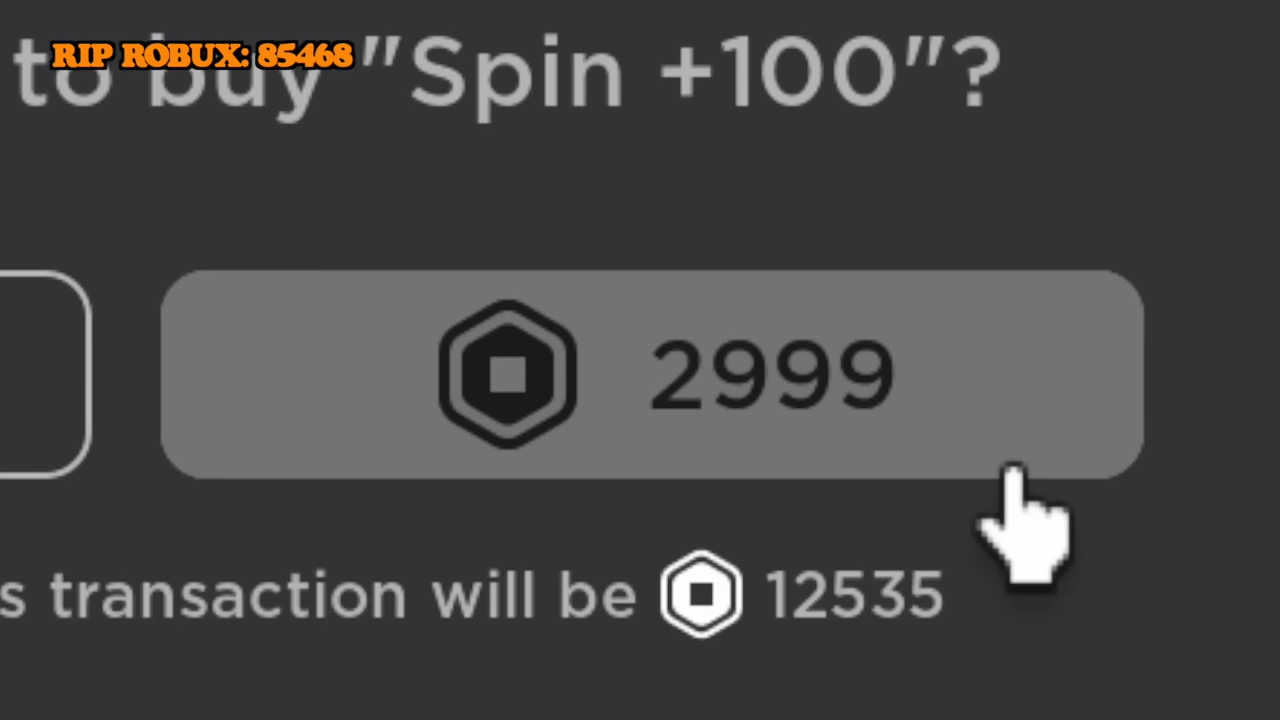 RIP ROBUX: 85468
to buy "Spin +100"?
2999
s transaction will be 12535